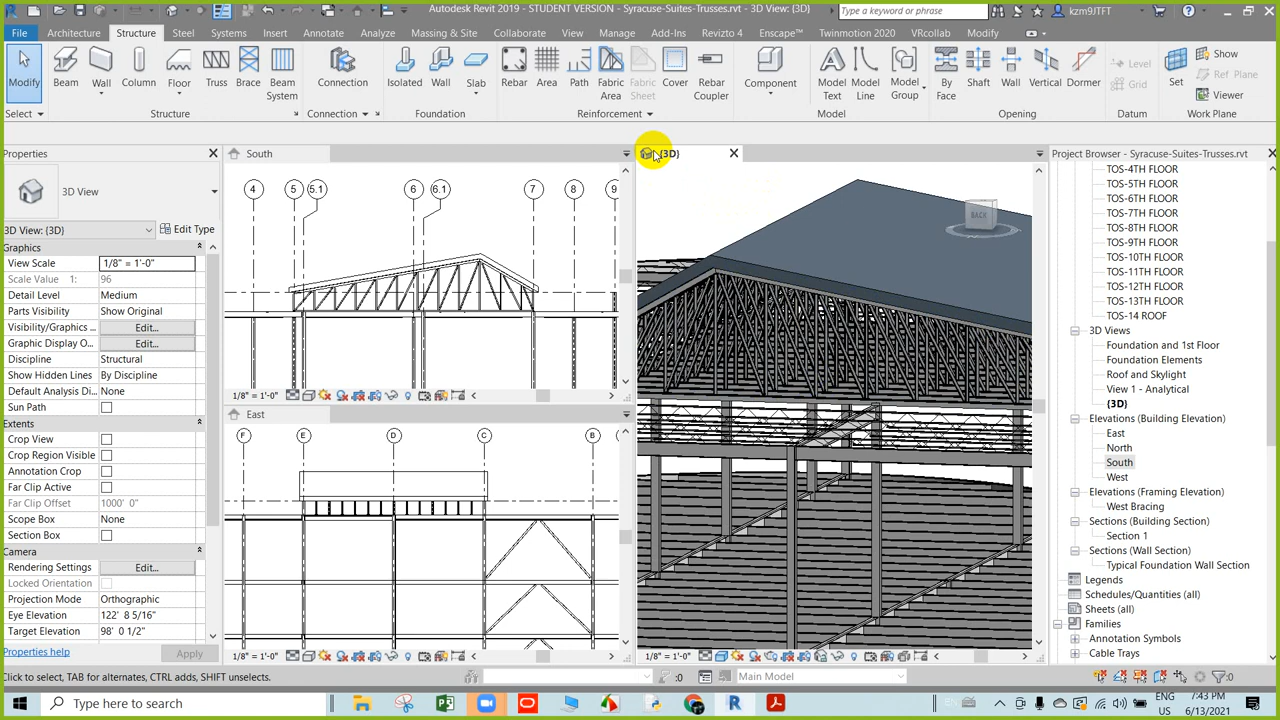 Autodesk Revit 2019 - STUDENT VERSION - Syracuse-Suites-Trusses.rvt - 3D View: {3D}
Type a keyword or phrase
kzm9JTFT
File Architecture Structure Steel Systems Insert Annotate Analyze Massing & Site Collaborate View Manage Add-Ins Revizto 4 Enscape™ Twinmotion 2020 VRcollab Modify
Modify Beam Wall Column Floor Truss Brace Beam System Connection Isolated Wall Slab Rebar Area Path Fabric Area Fabric Sheet Cover Rebar Coupler Component Model Text Model Line Model Group By Face Shaft Wall Vertical Dormer Level Grid Set Show Ref Plane Viewer
Select Structure Connection Foundation Reinforcement Model Opening Datum Work Plane
Properties
3D View
3D View: {3D} Edit Type
Graphics
View Scale 1/8" = 1'-0"
Scale Value 1: 96
Detail Level Medium
Parts Visibility Show Original
Visibility/Graphics ... Edit...
Graphic Display O... Edit...
Discipline Structural
Show Hidden Lines By Discipline
Default Analysis Di... None
Sun Path
Extents
Crop View
Crop Region Visible
Annotation Crop
Far Clip Active
Far Clip Offset 1000' 0"
Scope Box None
Section Box
Camera
Rendering Settings Edit...
Locked Orientation
Projection Mode Orthographic
Eye Elevation 122' 8 5/16"
Target Elevation 98' 0 1/2"
Properties help Apply
South
4 5 5.1 6 6.1 7 8 9
1/8" = 1'-0"
East
F E D C B
1/8" = 1'-0"
{3D}
BACK
1/8" = 1'-0"
Project Browser - Syracuse-Suites-Trusses.rvt
TOS-4TH FLOOR
TOS-5TH FLOOR
TOS-6TH FLOOR
TOS-7TH FLOOR
TOS-8TH FLOOR
TOS-9TH FLOOR
TOS-10TH FLOOR
TOS-11TH FLOOR
TOS-12TH FLOOR
TOS-13TH FLOOR
TOS-14 ROOF
3D Views
Foundation and 1st Floor
Foundation Elements
Roof and Skylight
View 1 - Analytical
{3D}
Elevations (Building Elevation)
East
North
South
West
Elevations (Framing Elevation)
West Bracing
Sections (Building Section)
Section 1
Sections (Wall Section)
Typical Foundation Wall Section
Legends
Schedules/Quantities (all)
Sheets (all)
Families
Annotation Symbols
Cable Trays
Click to select, TAB for alternates, CTRL adds, SHIFT unselects.
:0
Main Model
:0
Type here to search
ENG
US
7:43 PM
6/13/2021